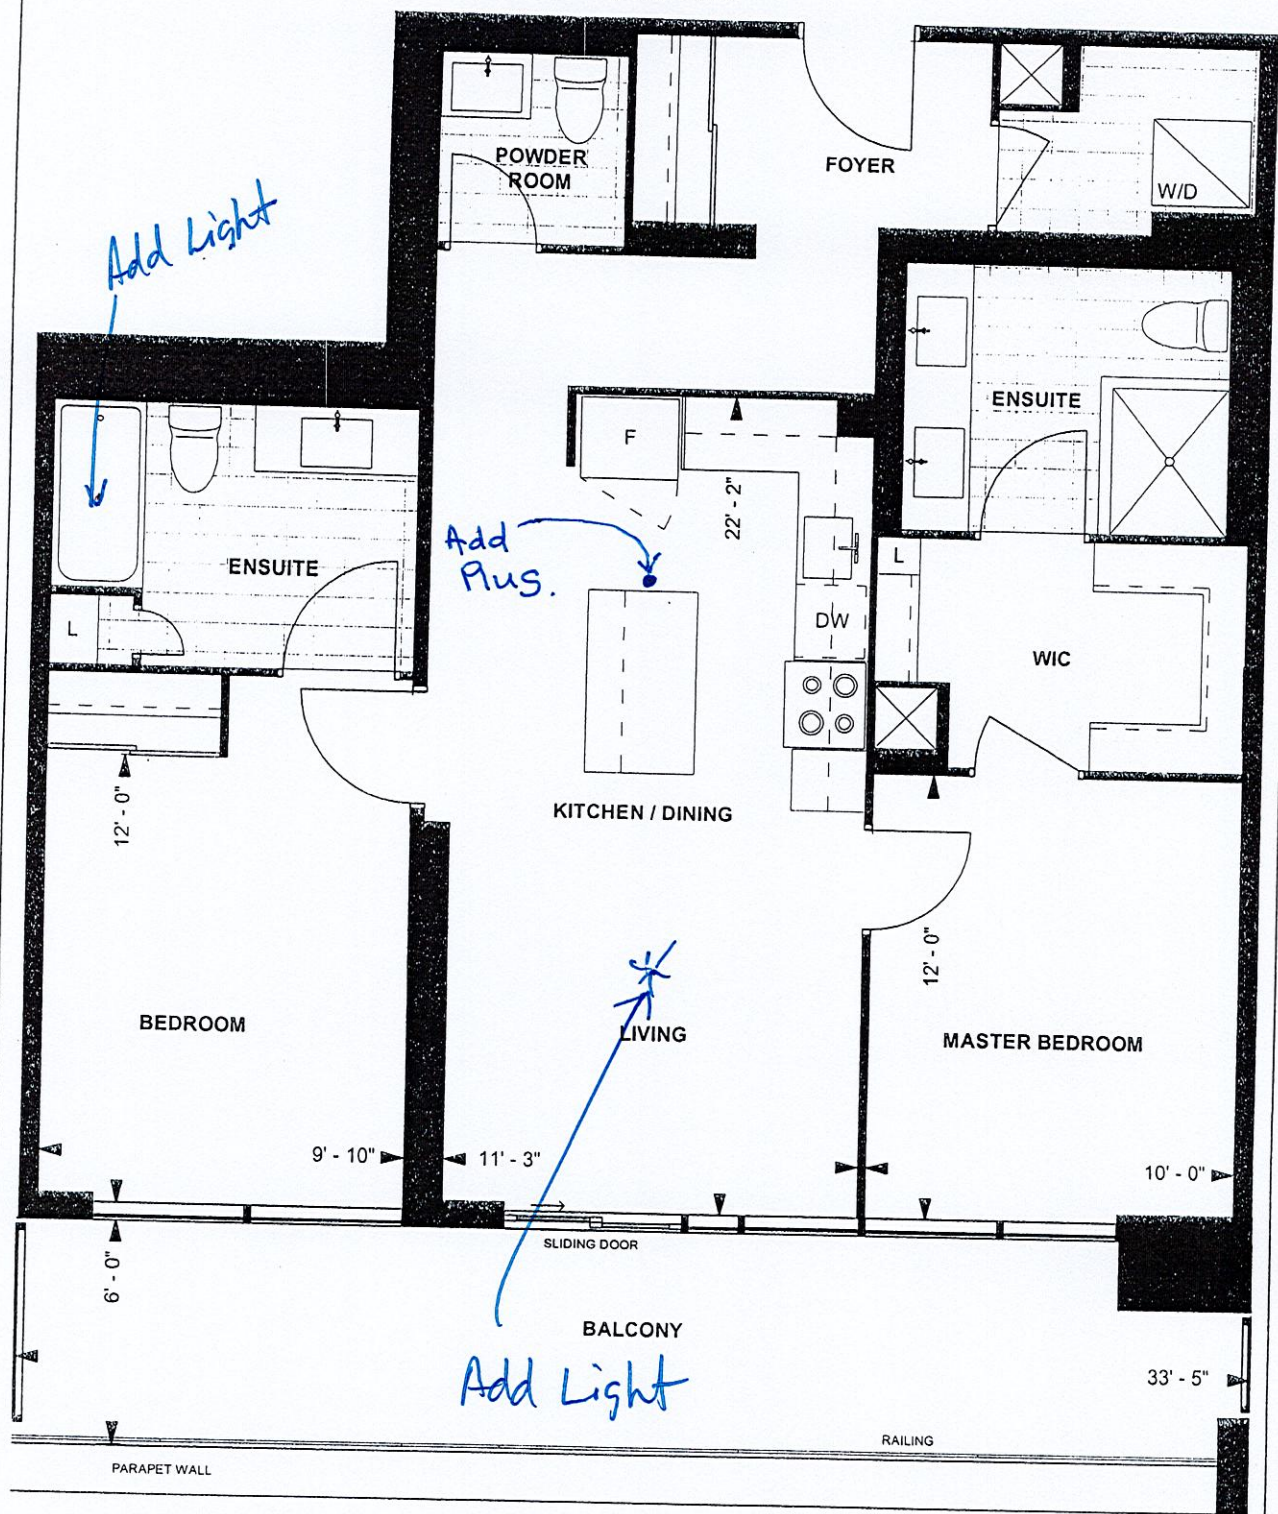 POWDER
ROOM
FOYER
W/D
Add Light
ENSUITE
F
22' - 2"
Add
Plus.
ENSUITE
L
DW
L
WIC
12' - 0"
KITCHEN / DINING
12' - 0"
BEDROOM
LIVING
MASTER BEDROOM
9' - 10"
11' - 3"
10' - 0"
SLIDING DOOR
6' - 0"
BALCONY
Add Light
33' - 5"
RAILING
PARAPET WALL